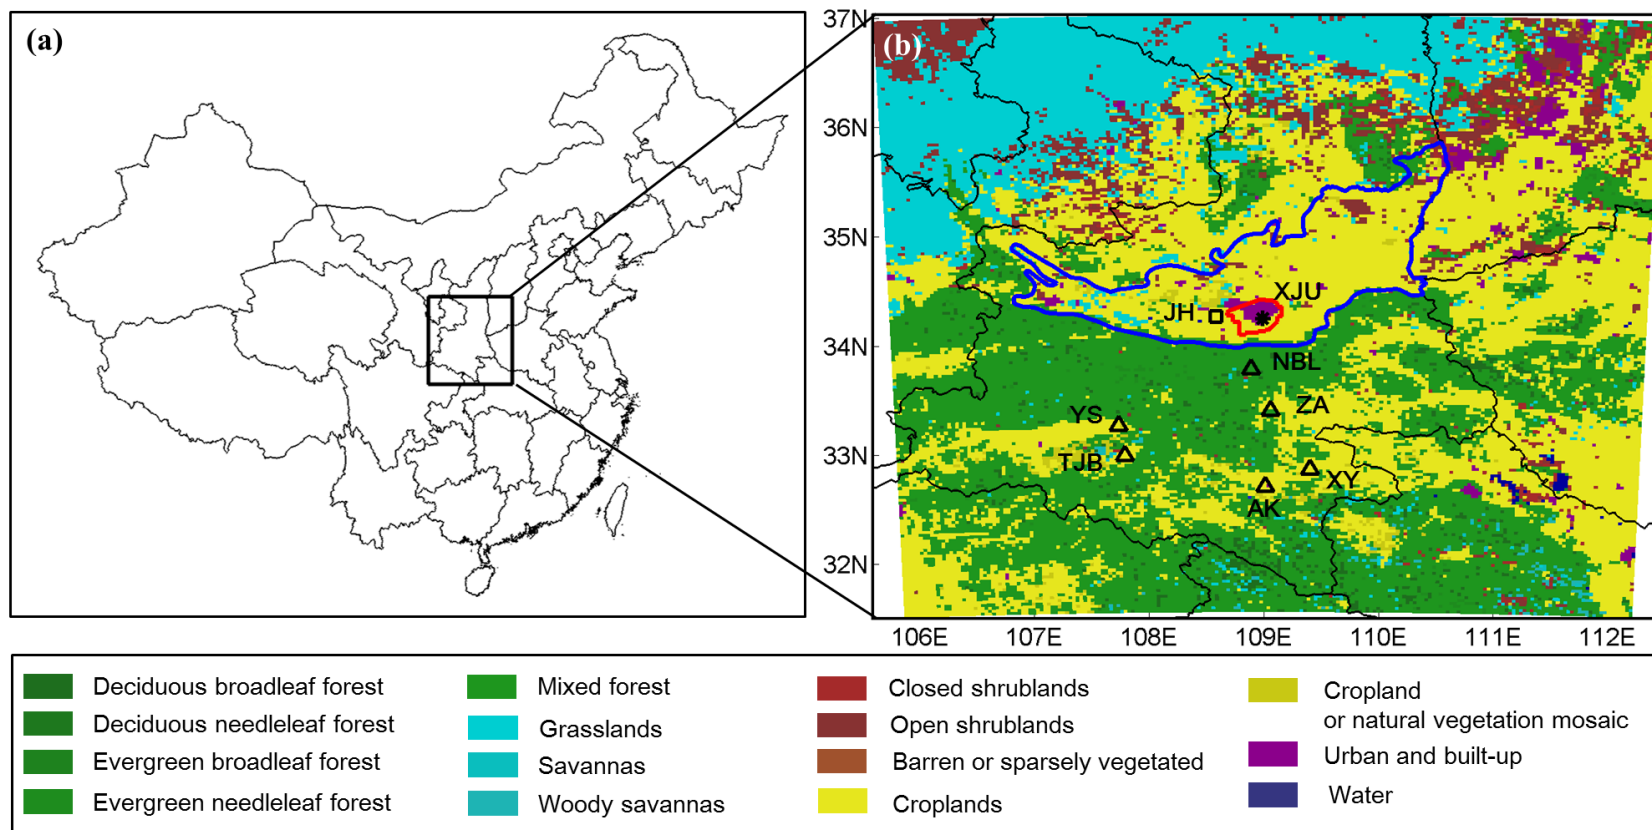 (a)
(b)
37N
36N
35N
34N
33N
32N
XJU
JH
NBL
ZA
YS
TJB
XY
AK
106E 107E 108E 109E 110E 111E 112E
Deciduous broadleaf forest
Deciduous needleleaf forest
Evergreen broadleaf forest
Evergreen needleleaf forest
Mixed forest
Grasslands
Savannas
Woody savannas
Closed shrublands
Open shrublands
Barren or sparsely vegetated
Croplands
Cropland
or natural vegetation mosaic
Urban and built-up
Water